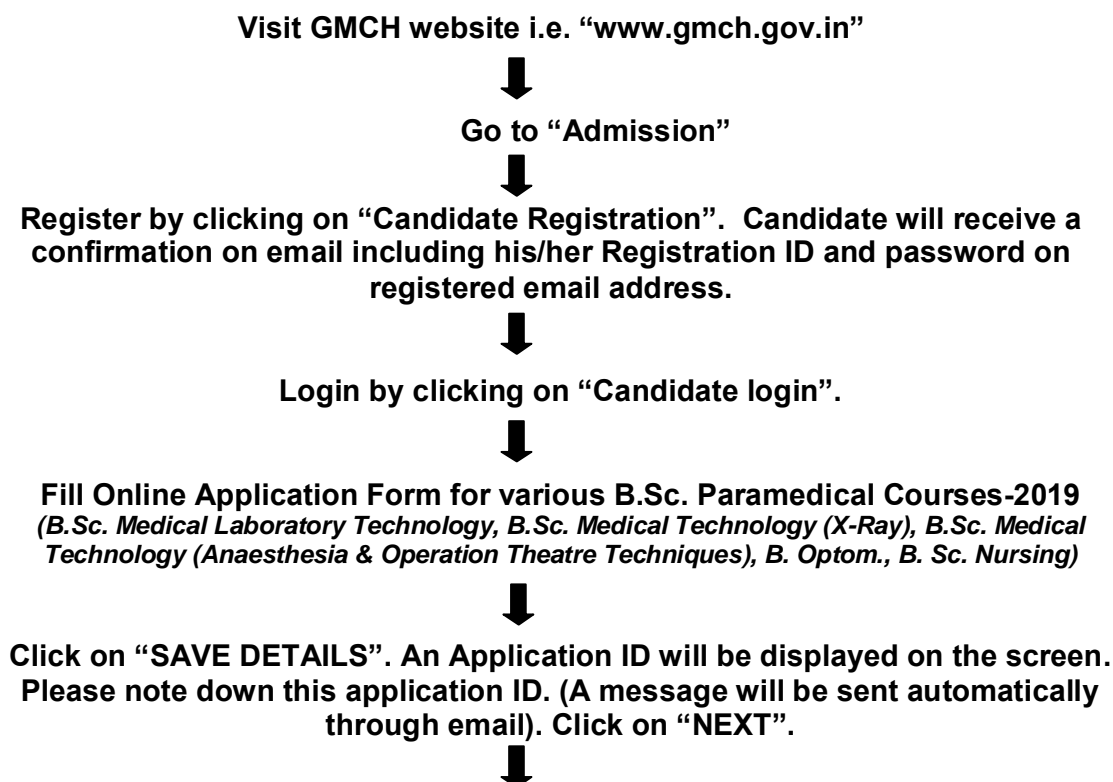 Visit GMCH website i.e. “www.gmch.gov.in”
Go to “Admission”
Register by clicking on “Candidate Registration”. Candidate will receive a
confirmation on email including his/her Registration ID and password on
registered email address.
Login by clicking on “Candidate login”.
Fill Online Application Form for various B.Sc. Paramedical Courses-2019
(B.Sc. Medical Laboratory Technology, B.Sc. Medical Technology (X-Ray), B.Sc. Medical
Technology (Anaesthesia & Operation Theatre Techniques), B. Optom., B. Sc. Nursing)
Click on “SAVE DETAILS”. An Application ID will be displayed on the screen.
Please note down this application ID. (A message will be sent automatically
through email). Click on “NEXT”.